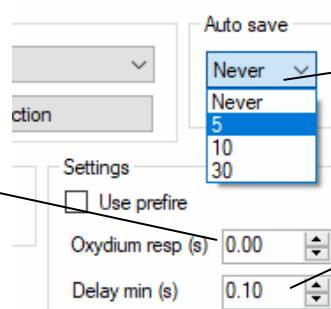 Auto save
Never
ction
Never
5
10
30
Settings
Use prefire
Oxydium resp (s) 0.00
Delay min (s) 0.10